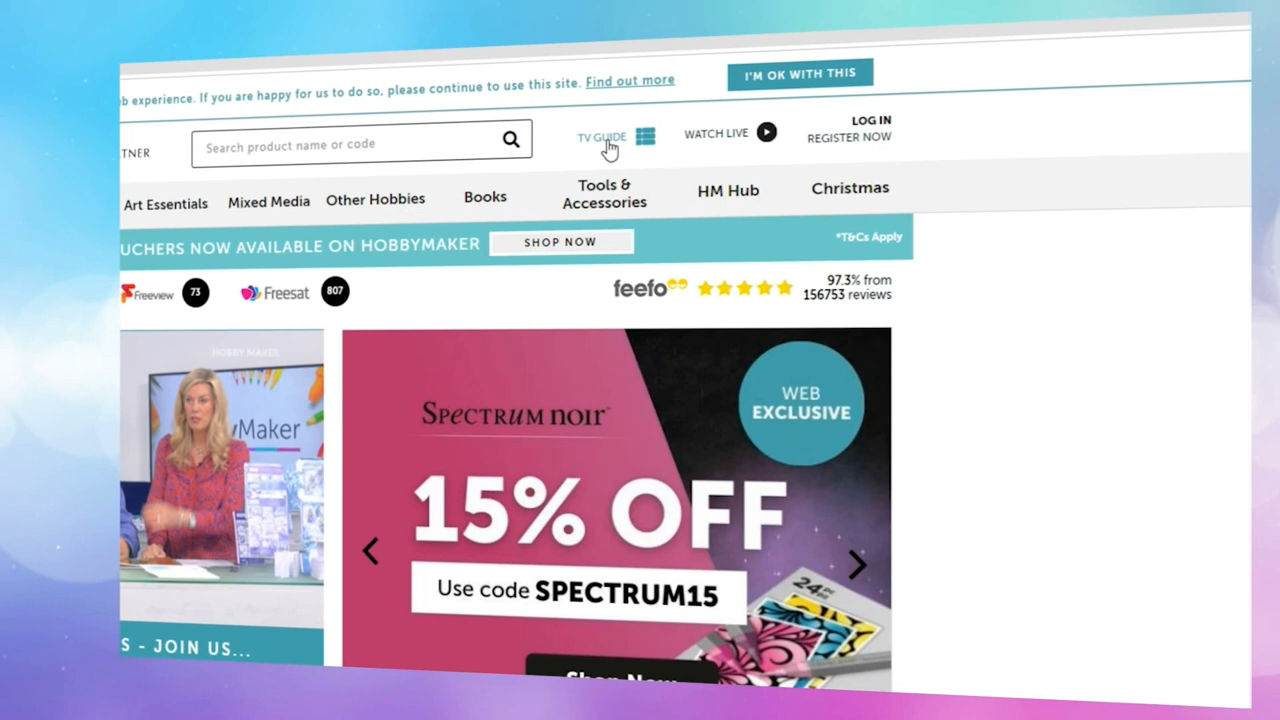 b experience. If you are happy for us to do so, please continue to use this site. Find out more
I'M OK WITH THIS
TNER
Search product name or code
TV GUIDE
WATCH LIVE
LOG IN
REGISTER NOW
Art Essentials
Mixed Media
Other Hobbies
Books
Tools &
Accessories
HM Hub
Christmas
UCHERS NOW AVAILABLE ON HOBBYMAKER
SHOP NOW
*T&Cs Apply
Freeview
73
Freesat
807
feefo
97.3% from
156753 reviews
HOBBY MAKER
yMaker
SPECTRUM NOIR™
WEB
EXCLUSIVE
15% OFF
Use code SPECTRUM15
24PC
S - JOIN US...
Shop Now